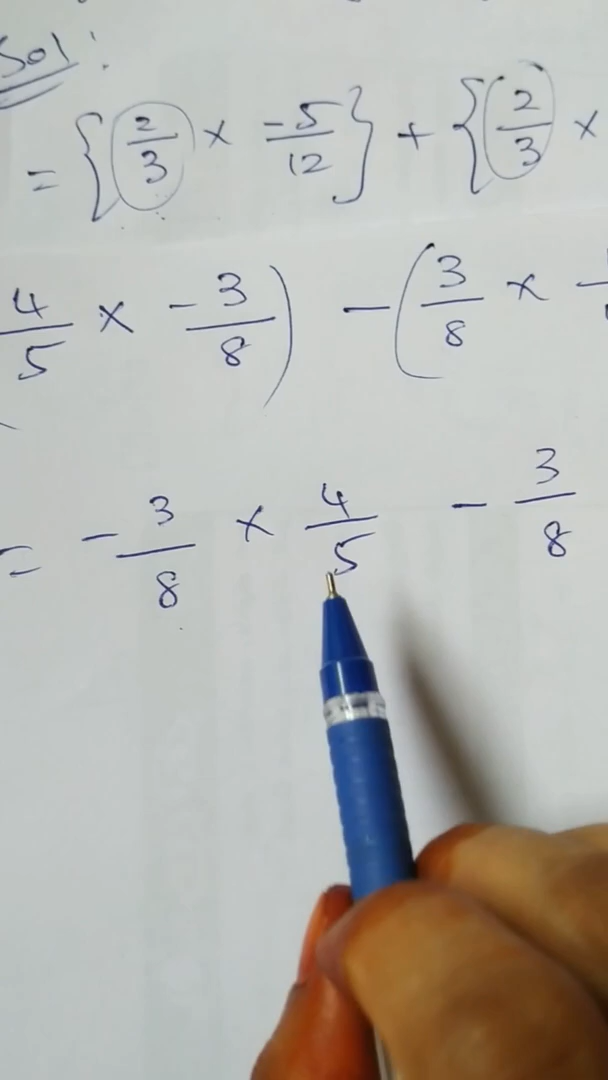 Sol :
= { 2/3 × -5/12 } + { 2/3 ×
4/5 × -3/8 ) - ( 3/8 ×
= -3/8 × 4/5 - 3/8